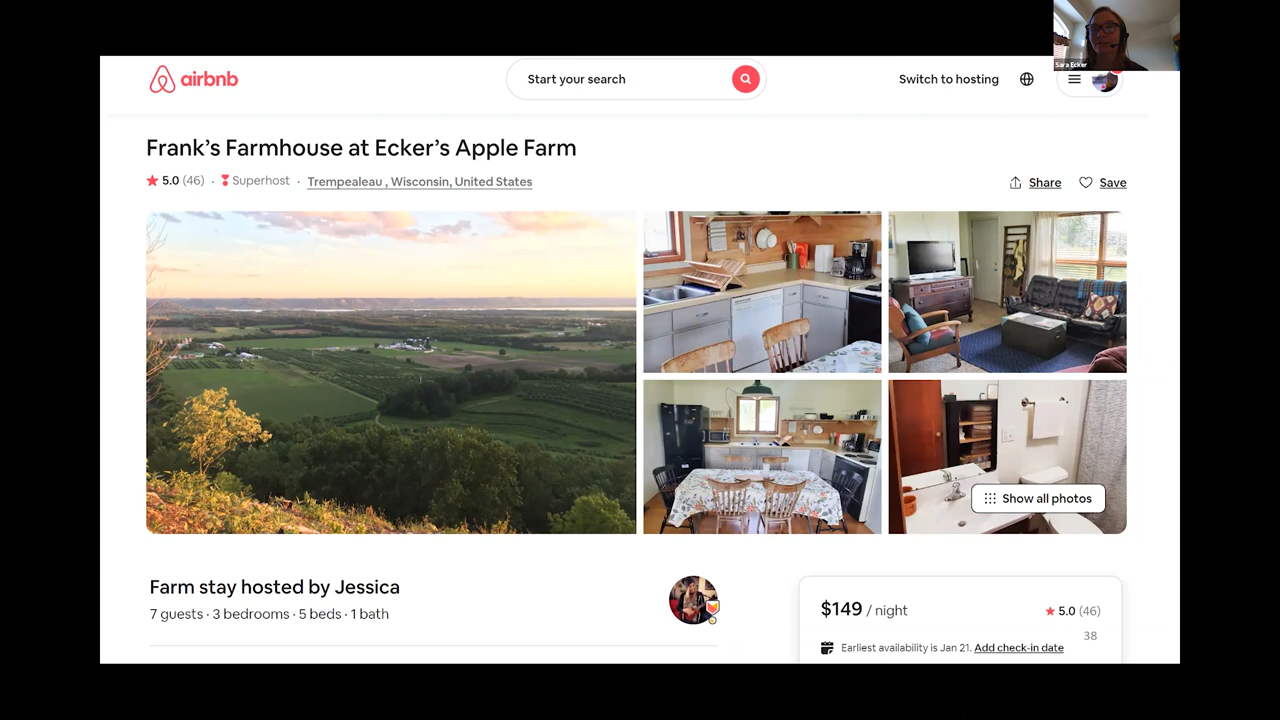 Sara Ecker
airbnb
Start your search
Switch to hosting
Frank's Farmhouse at Ecker's Apple Farm
5.0 (46) · Superhost · Trempealeau , Wisconsin, United States
Share Save
Show all photos
Farm stay hosted by Jessica
7 guests · 3 bedrooms · 5 beds · 1 bath
$149 / night
5.0 (46)
38
Earliest availability is Jan 21. Add check-in date